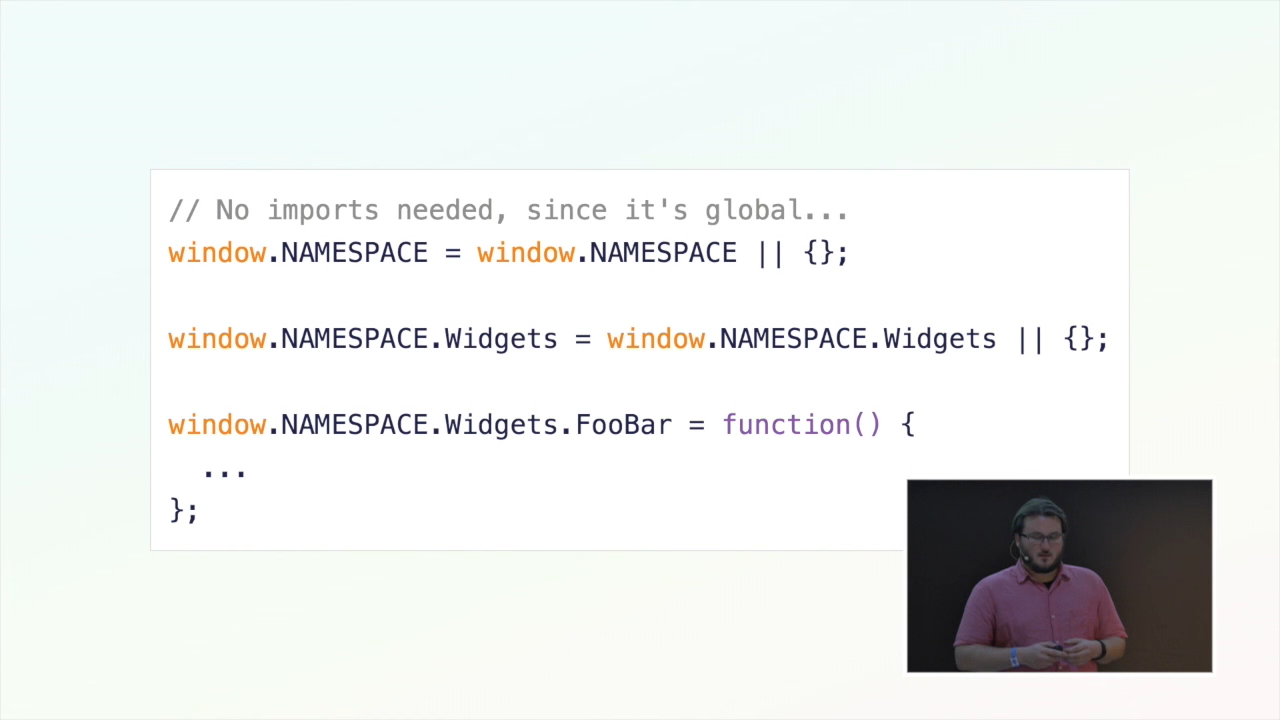 // No imports needed, since it's global...
window.NAMESPACE = window.NAMESPACE || {};
window.NAMESPACE.Widgets = window.NAMESPACE.Widgets || {};
window.NAMESPACE.Widgets.FooBar = function() {
...
};